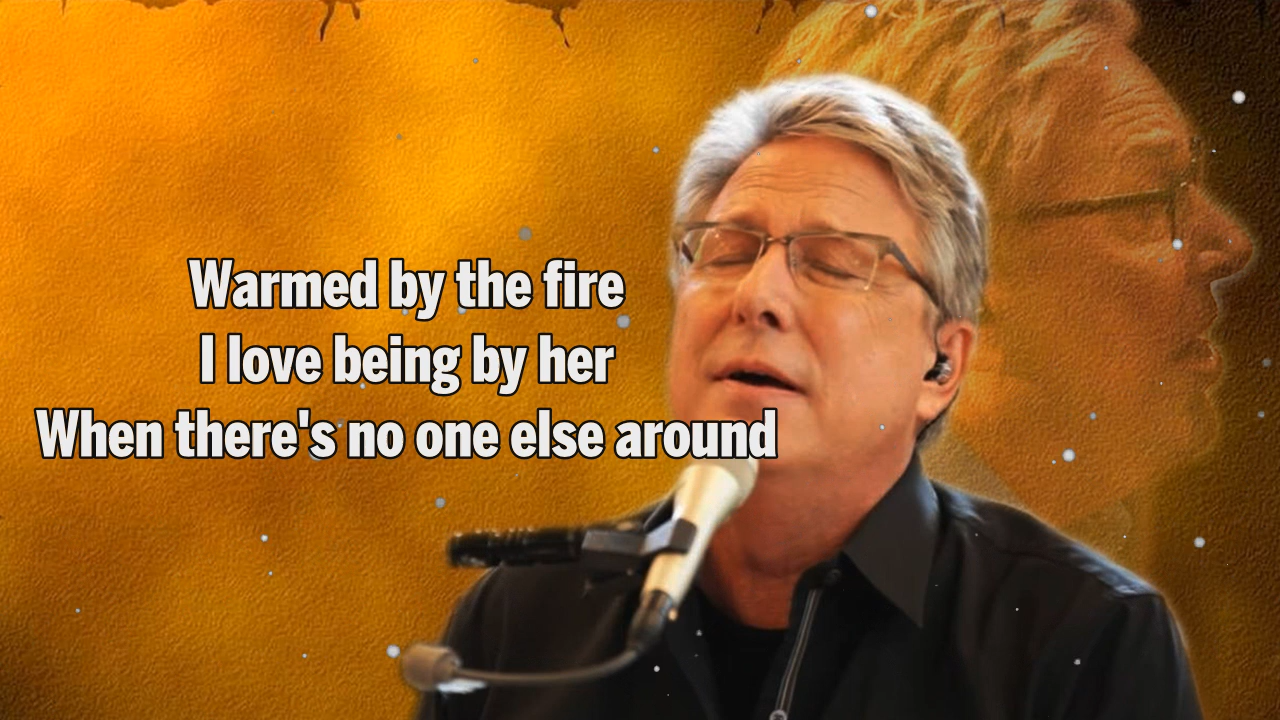 Warmed by the fire
I love being by her
When there's no one else around